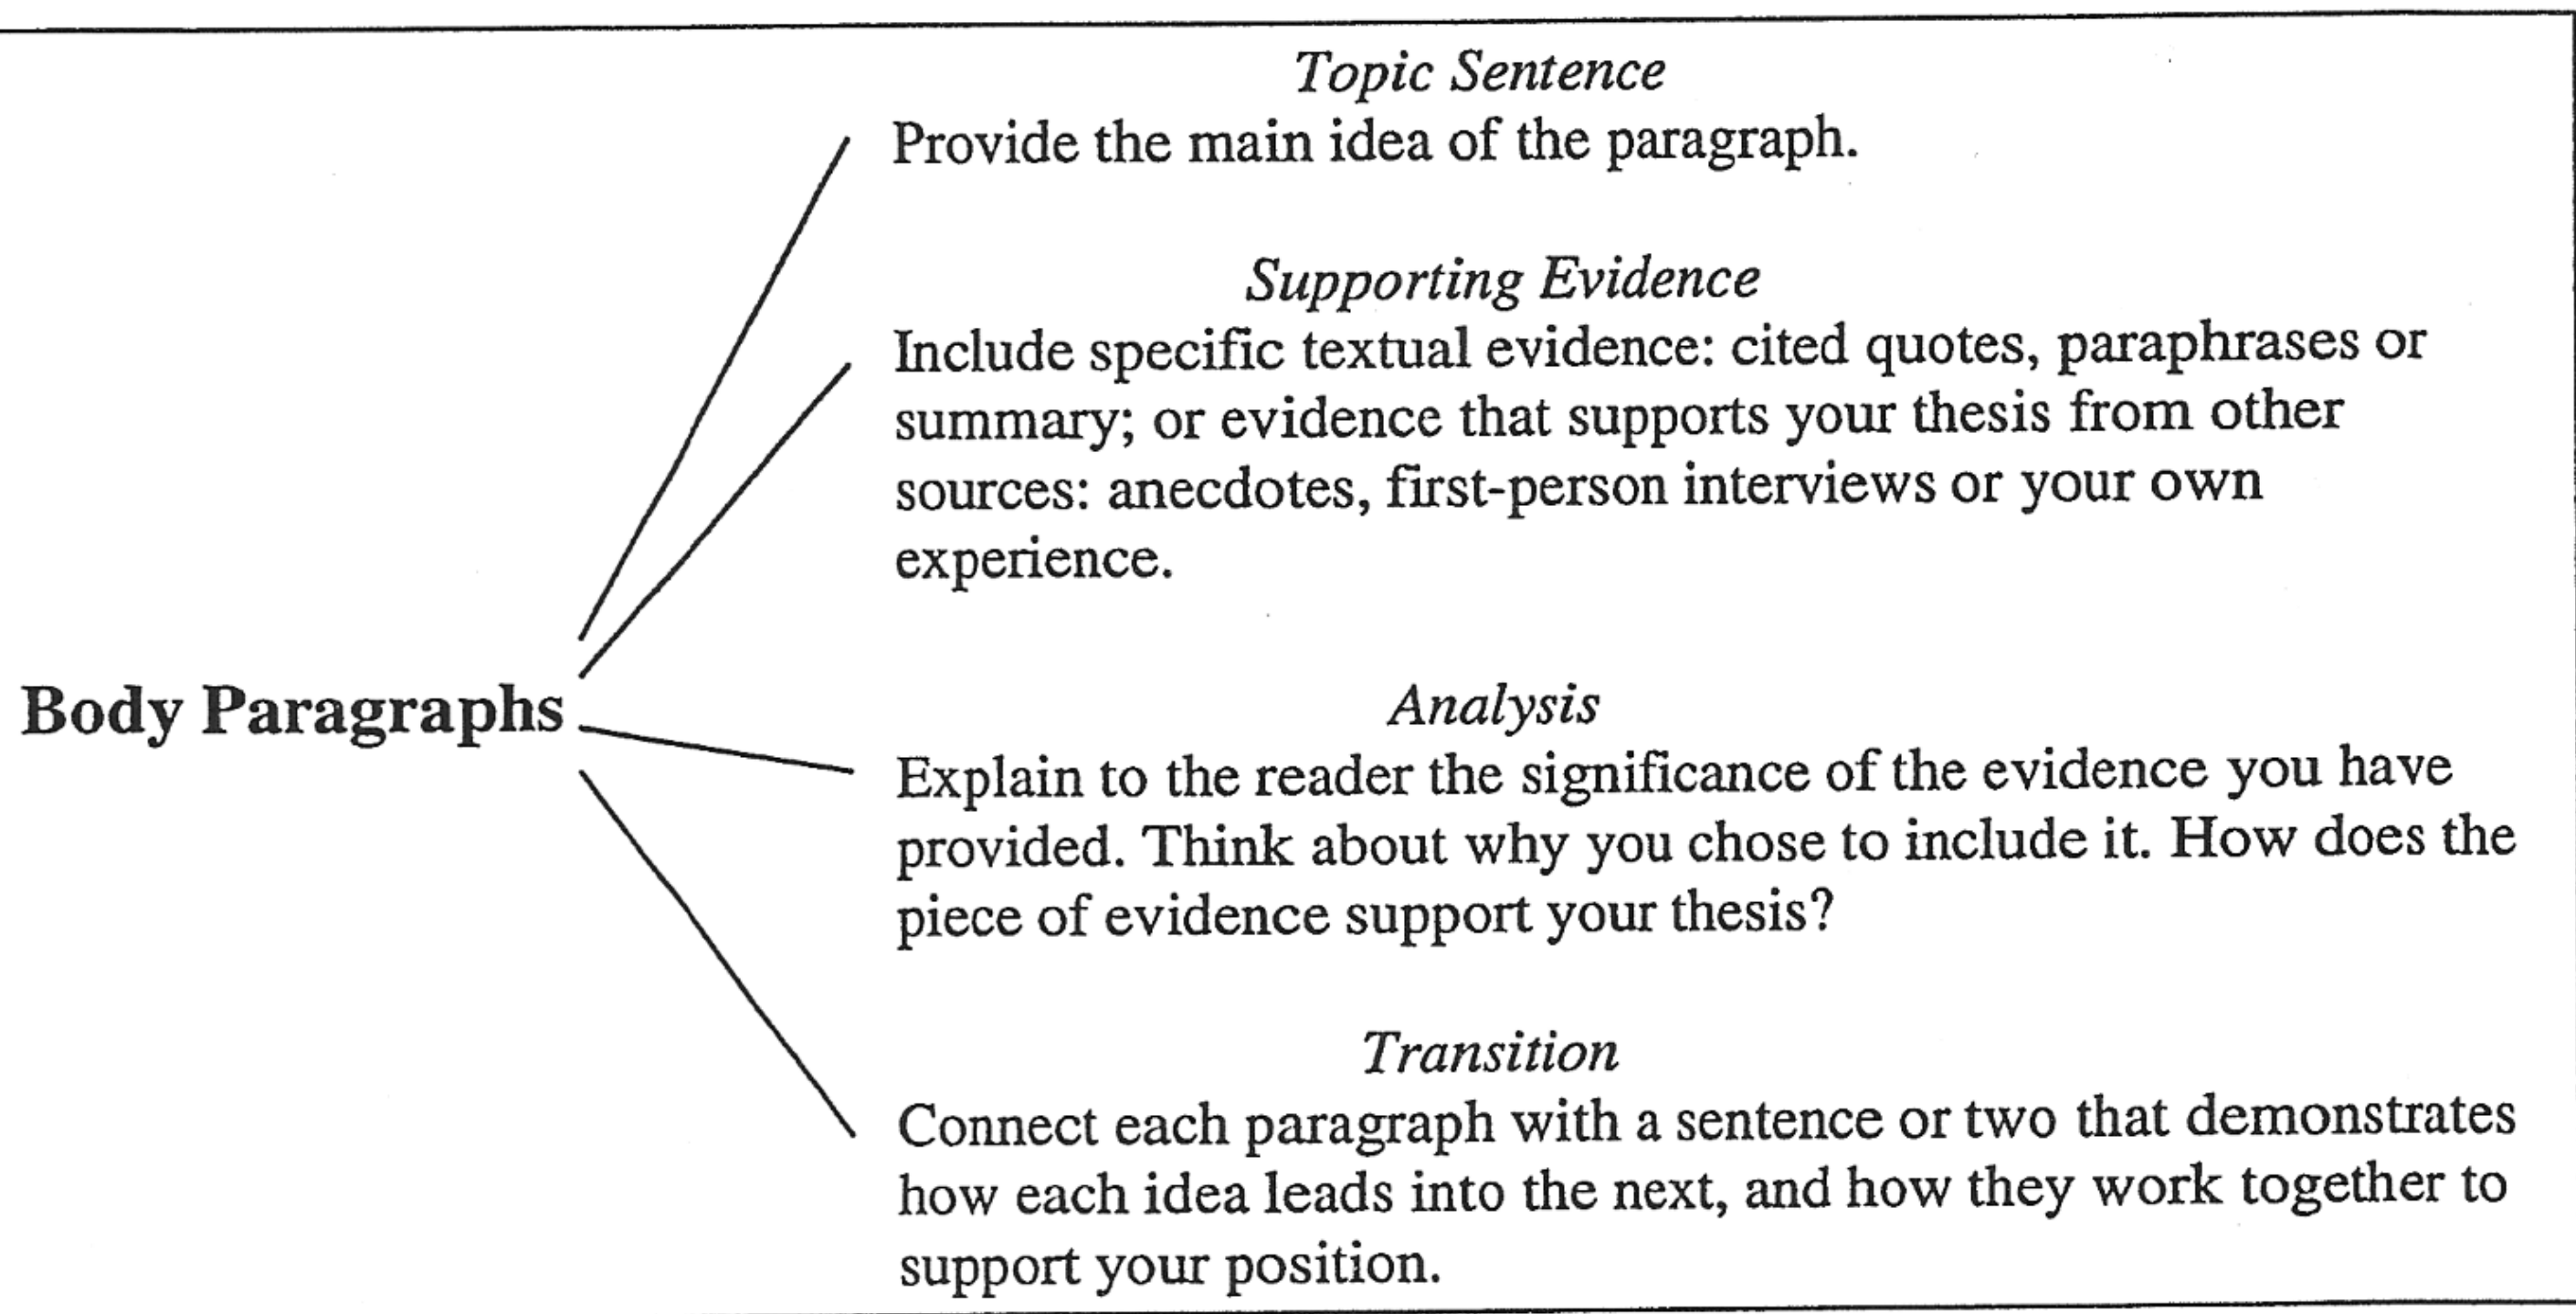 Topic Sentence
Provide the main idea of the paragraph.
Supporting Evidence
Include specific textual evidence: cited quotes, paraphrases or
summary; or evidence that supports your thesis from other
sources: anecdotes, first-person interviews or your own
experience.
Body Paragraphs
Analysis
Explain to the reader the significance of the evidence you have
provided. Think about why you chose to include it. How does the
piece of evidence support your thesis?
Transition
Connect each paragraph with a sentence or two that demonstrates
how each idea leads into the next, and how they work together to
support your position.